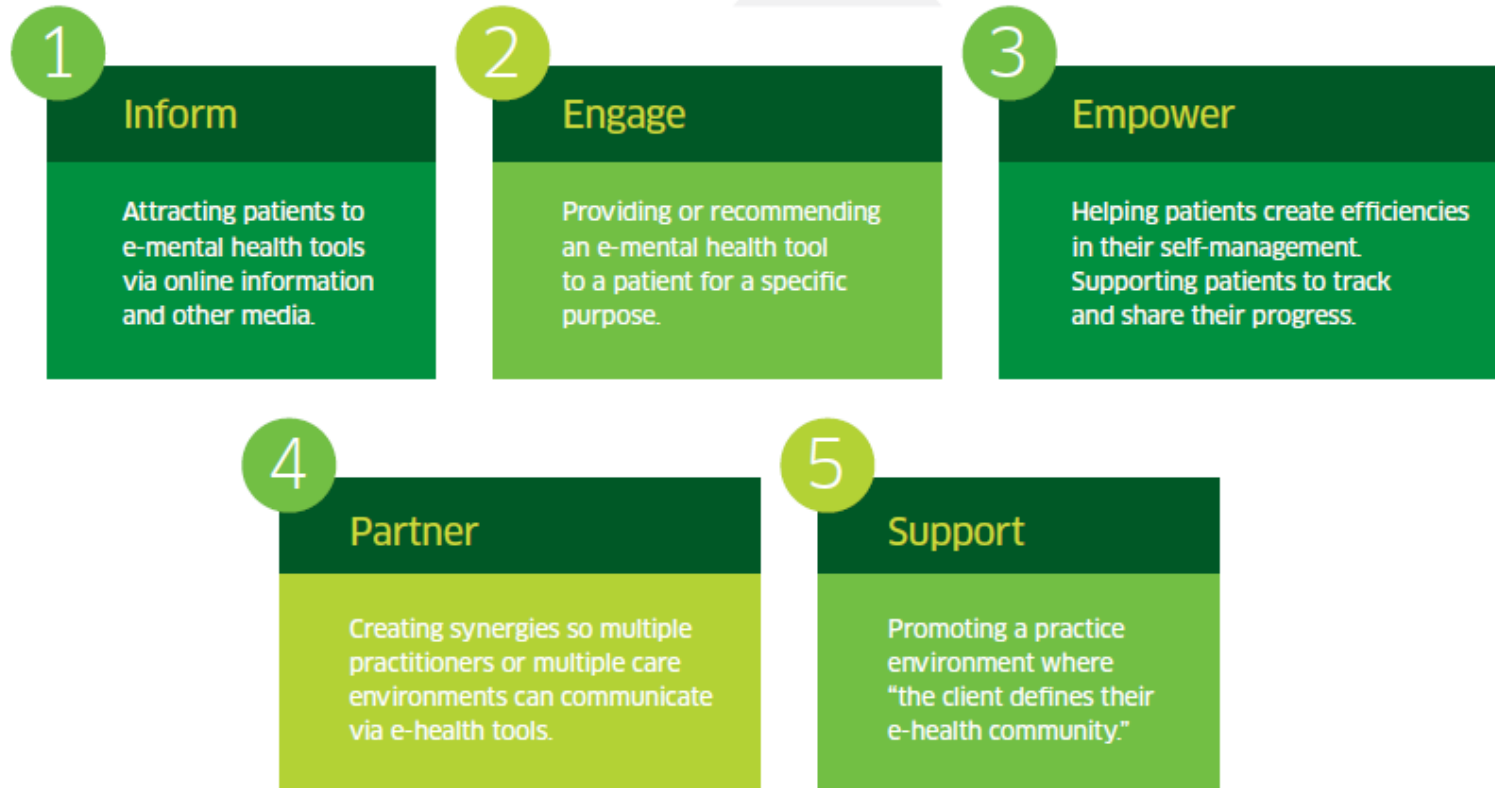 1
Inform
Attracting patients to
e-mental health tools
via online information
and other media.
2
Engage
Providing or recommending
an e-mental health tool
to a patient for a specific
purpose.
3
Empower
Helping patients create efficiencies
in their self-management.
Supporting patients to track
and share their progress.
4
Partner
Creating synergies so multiple
practitioners or multiple care
environments can communicate
via e-health tools.
5
Support
Promoting a practice
environment where
“the client defines their
e-health community.”